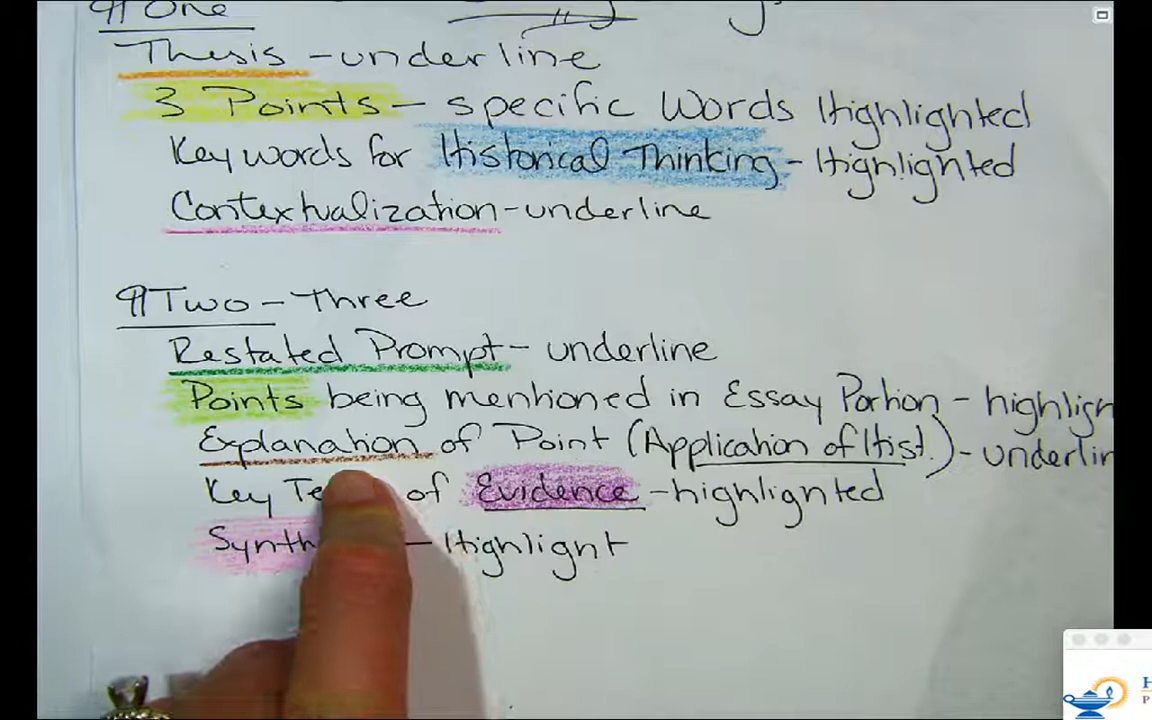 ¶ One
Thesis - underline
3 Points - specific Words Highlighted
Key words for Historical Thinking - Highlighted
Contextualization - underline
¶ Two - Three
Restated Prompt - underline
Points being mentioned in Essay Portion - highligh
Explanation of Point (Application of Hist.) - underlin
Key Te of Evidence - highlighted
Synth - Highlight
H
P